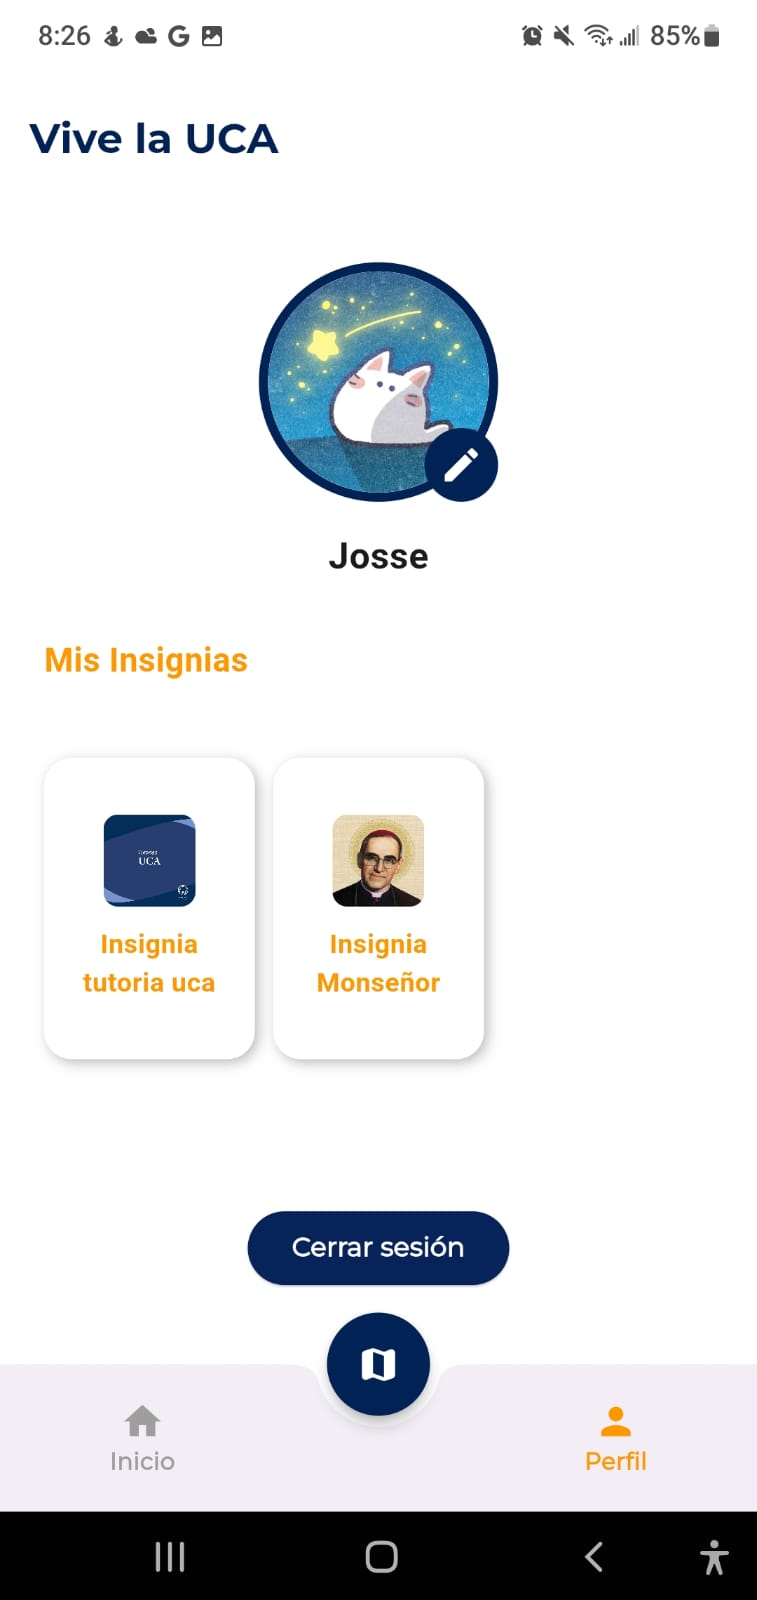 8:26
85%
Vive la UCA
Josse
Mis Insignias
UCA
Insignia
tutoria uca
Insignia
Monseñor
Cerrar sesión
Inicio
Perfil